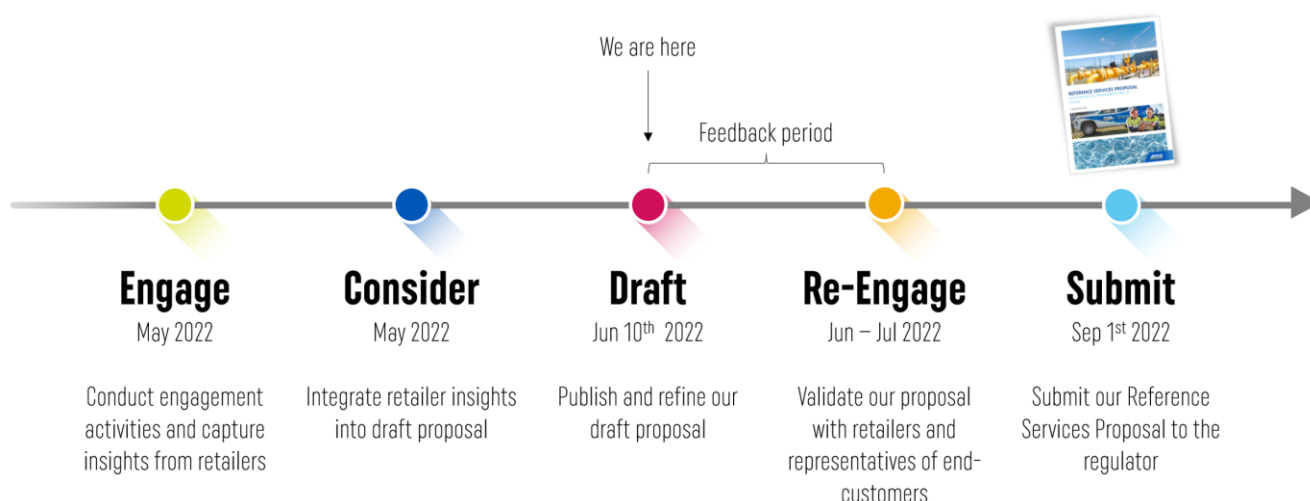 We are here
Feedback period
REFERENCE SERVICES PROPOSAL
ATCO
Engage
May 2022
Conduct engagement
activities and capture
insights from retailers
Consider
May 2022
Integrate retailer insights
into draft proposal
Draft
Jun 10th 2022
Publish and refine our
draft proposal
Re-Engage
Jun – Jul 2022
Validate our proposal
with retailers and
representatives of end-
customers
Submit
Sep 1st 2022
Submit our Reference
Services Proposal to the
regulator